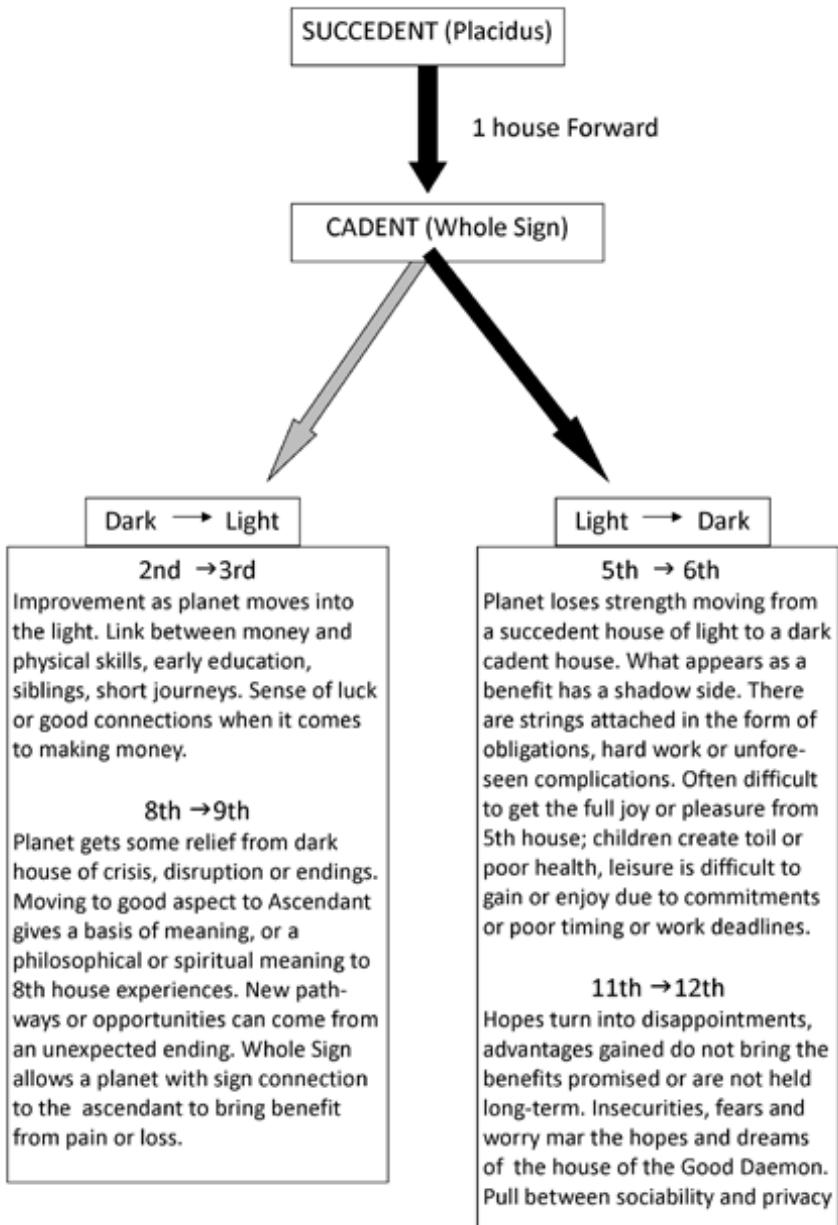 SUCCEDENT (Placidus)
1 house Forward
CADENT (Whole Sign)
Dark → Light
2nd → 3rd
Improvement as planet moves into
the light. Link between money and
physical skills, early education,
siblings, short journeys. Sense of luck
or good connections when it comes
to making money.
8th → 9th
Planet gets some relief from dark
house of crisis, disruption or endings.
Moving to good aspect to Ascendant
gives a basis of meaning, or a
philosophical or spiritual meaning to
8th house experiences. New path-
ways or opportunities can come from
an unexpected ending. Whole Sign
allows a planet with sign connection
to the ascendant to bring benefit
from pain or loss.
Light → Dark
5th → 6th
Planet loses strength moving from
a succedent house of light to a dark
cadent house. What appears as a
benefit has a shadow side. There
are strings attached in the form of
obligations, hard work or unfore-
seen complications. Often difficult
to get the full joy or pleasure from
5th house; children create toil or
poor health, leisure is difficult to
gain or enjoy due to commitments
or poor timing or work deadlines.
11th → 12th
Hopes turn into disappointments,
advantages gained do not bring the
benefits promised or are not held
long-term. Insecurities, fears and
worry mar the hopes and dreams
of the house of the Good Daemon.
Pull between sociability and privacy